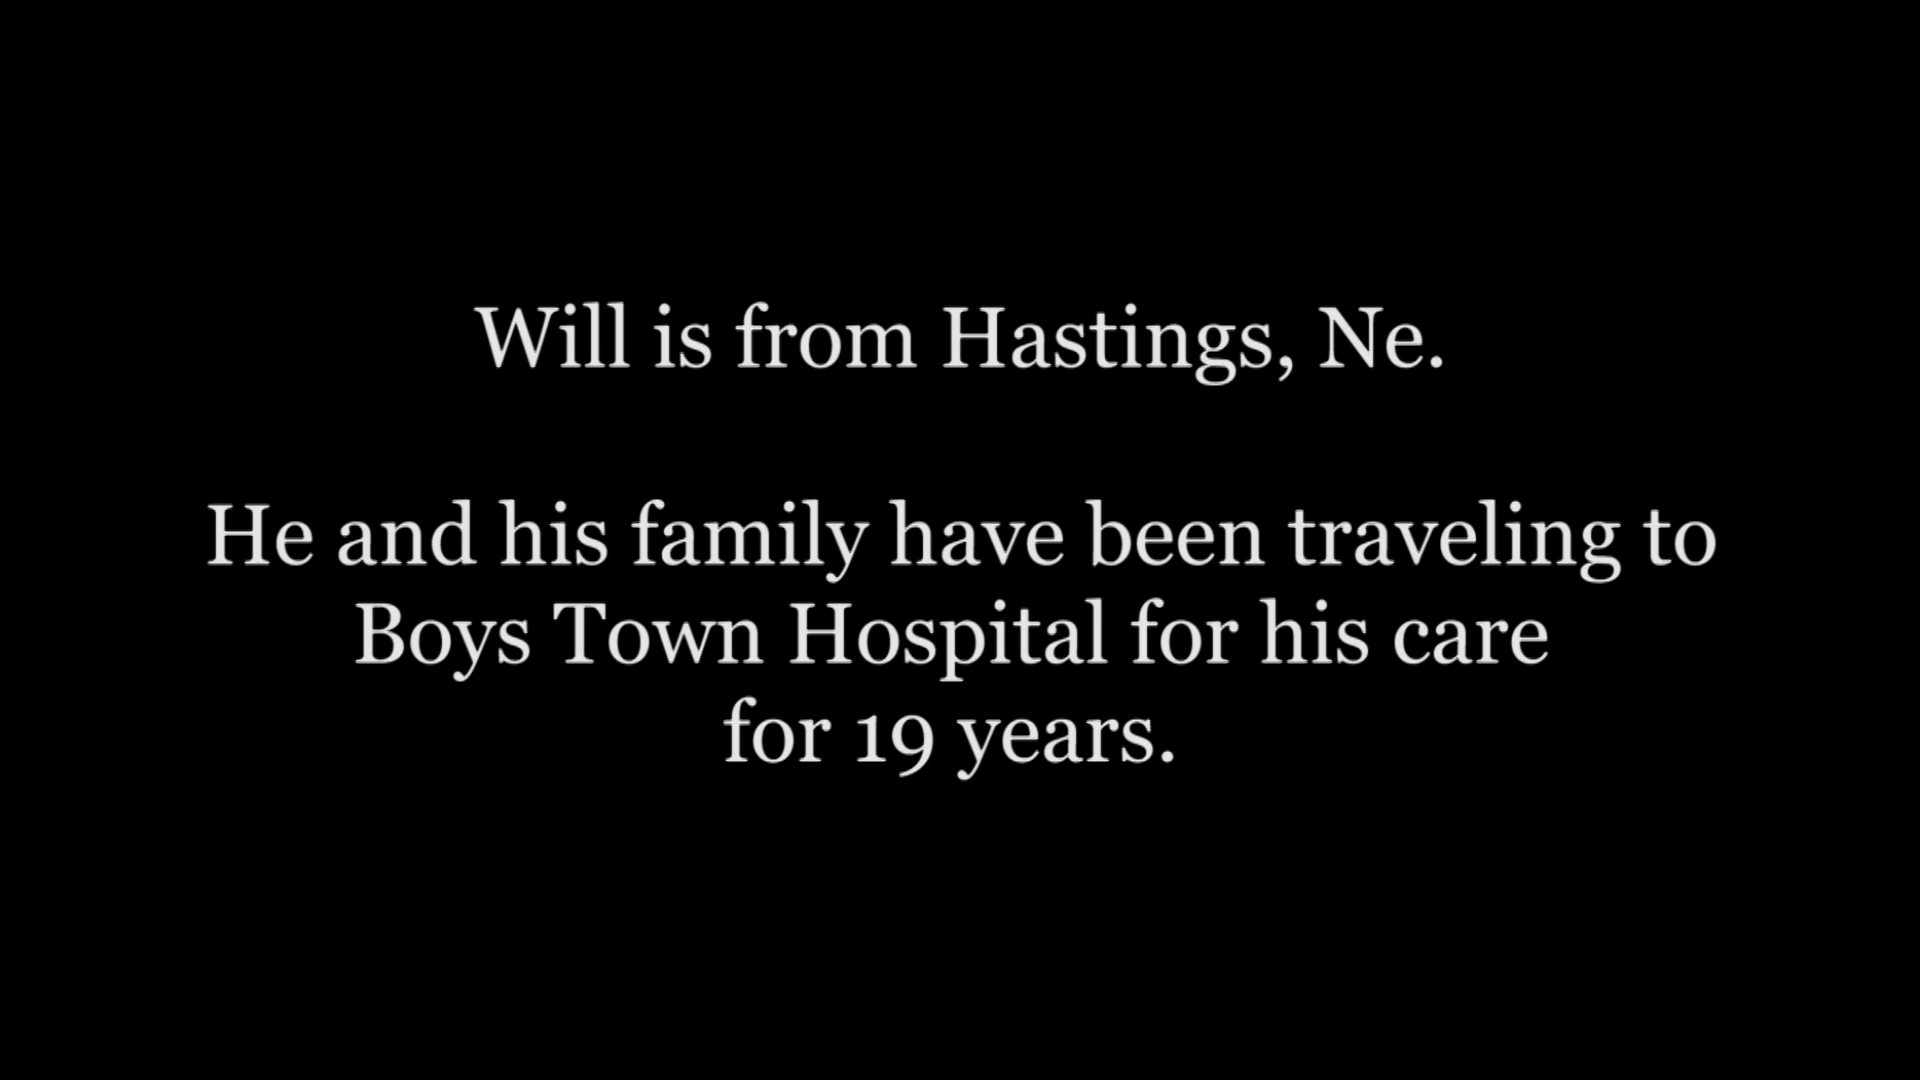 Will is from Hastings, Ne.
He and his family have been traveling to
Boys Town Hospital for his care
for 19 years.